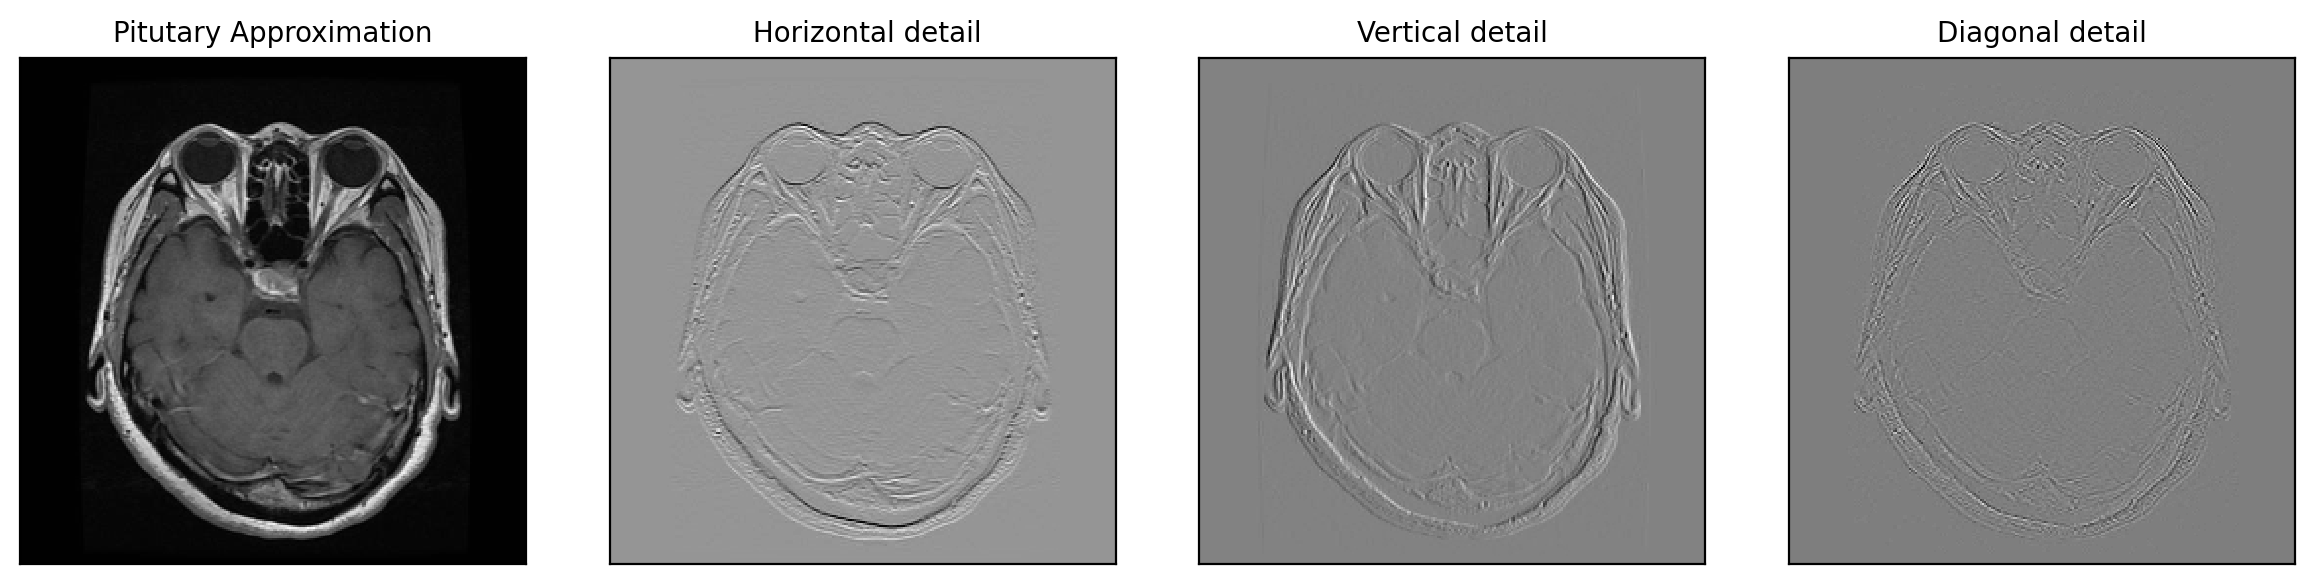 Pitutary Approximation
Horizontal detail
Vertical detail
Diagonal detail